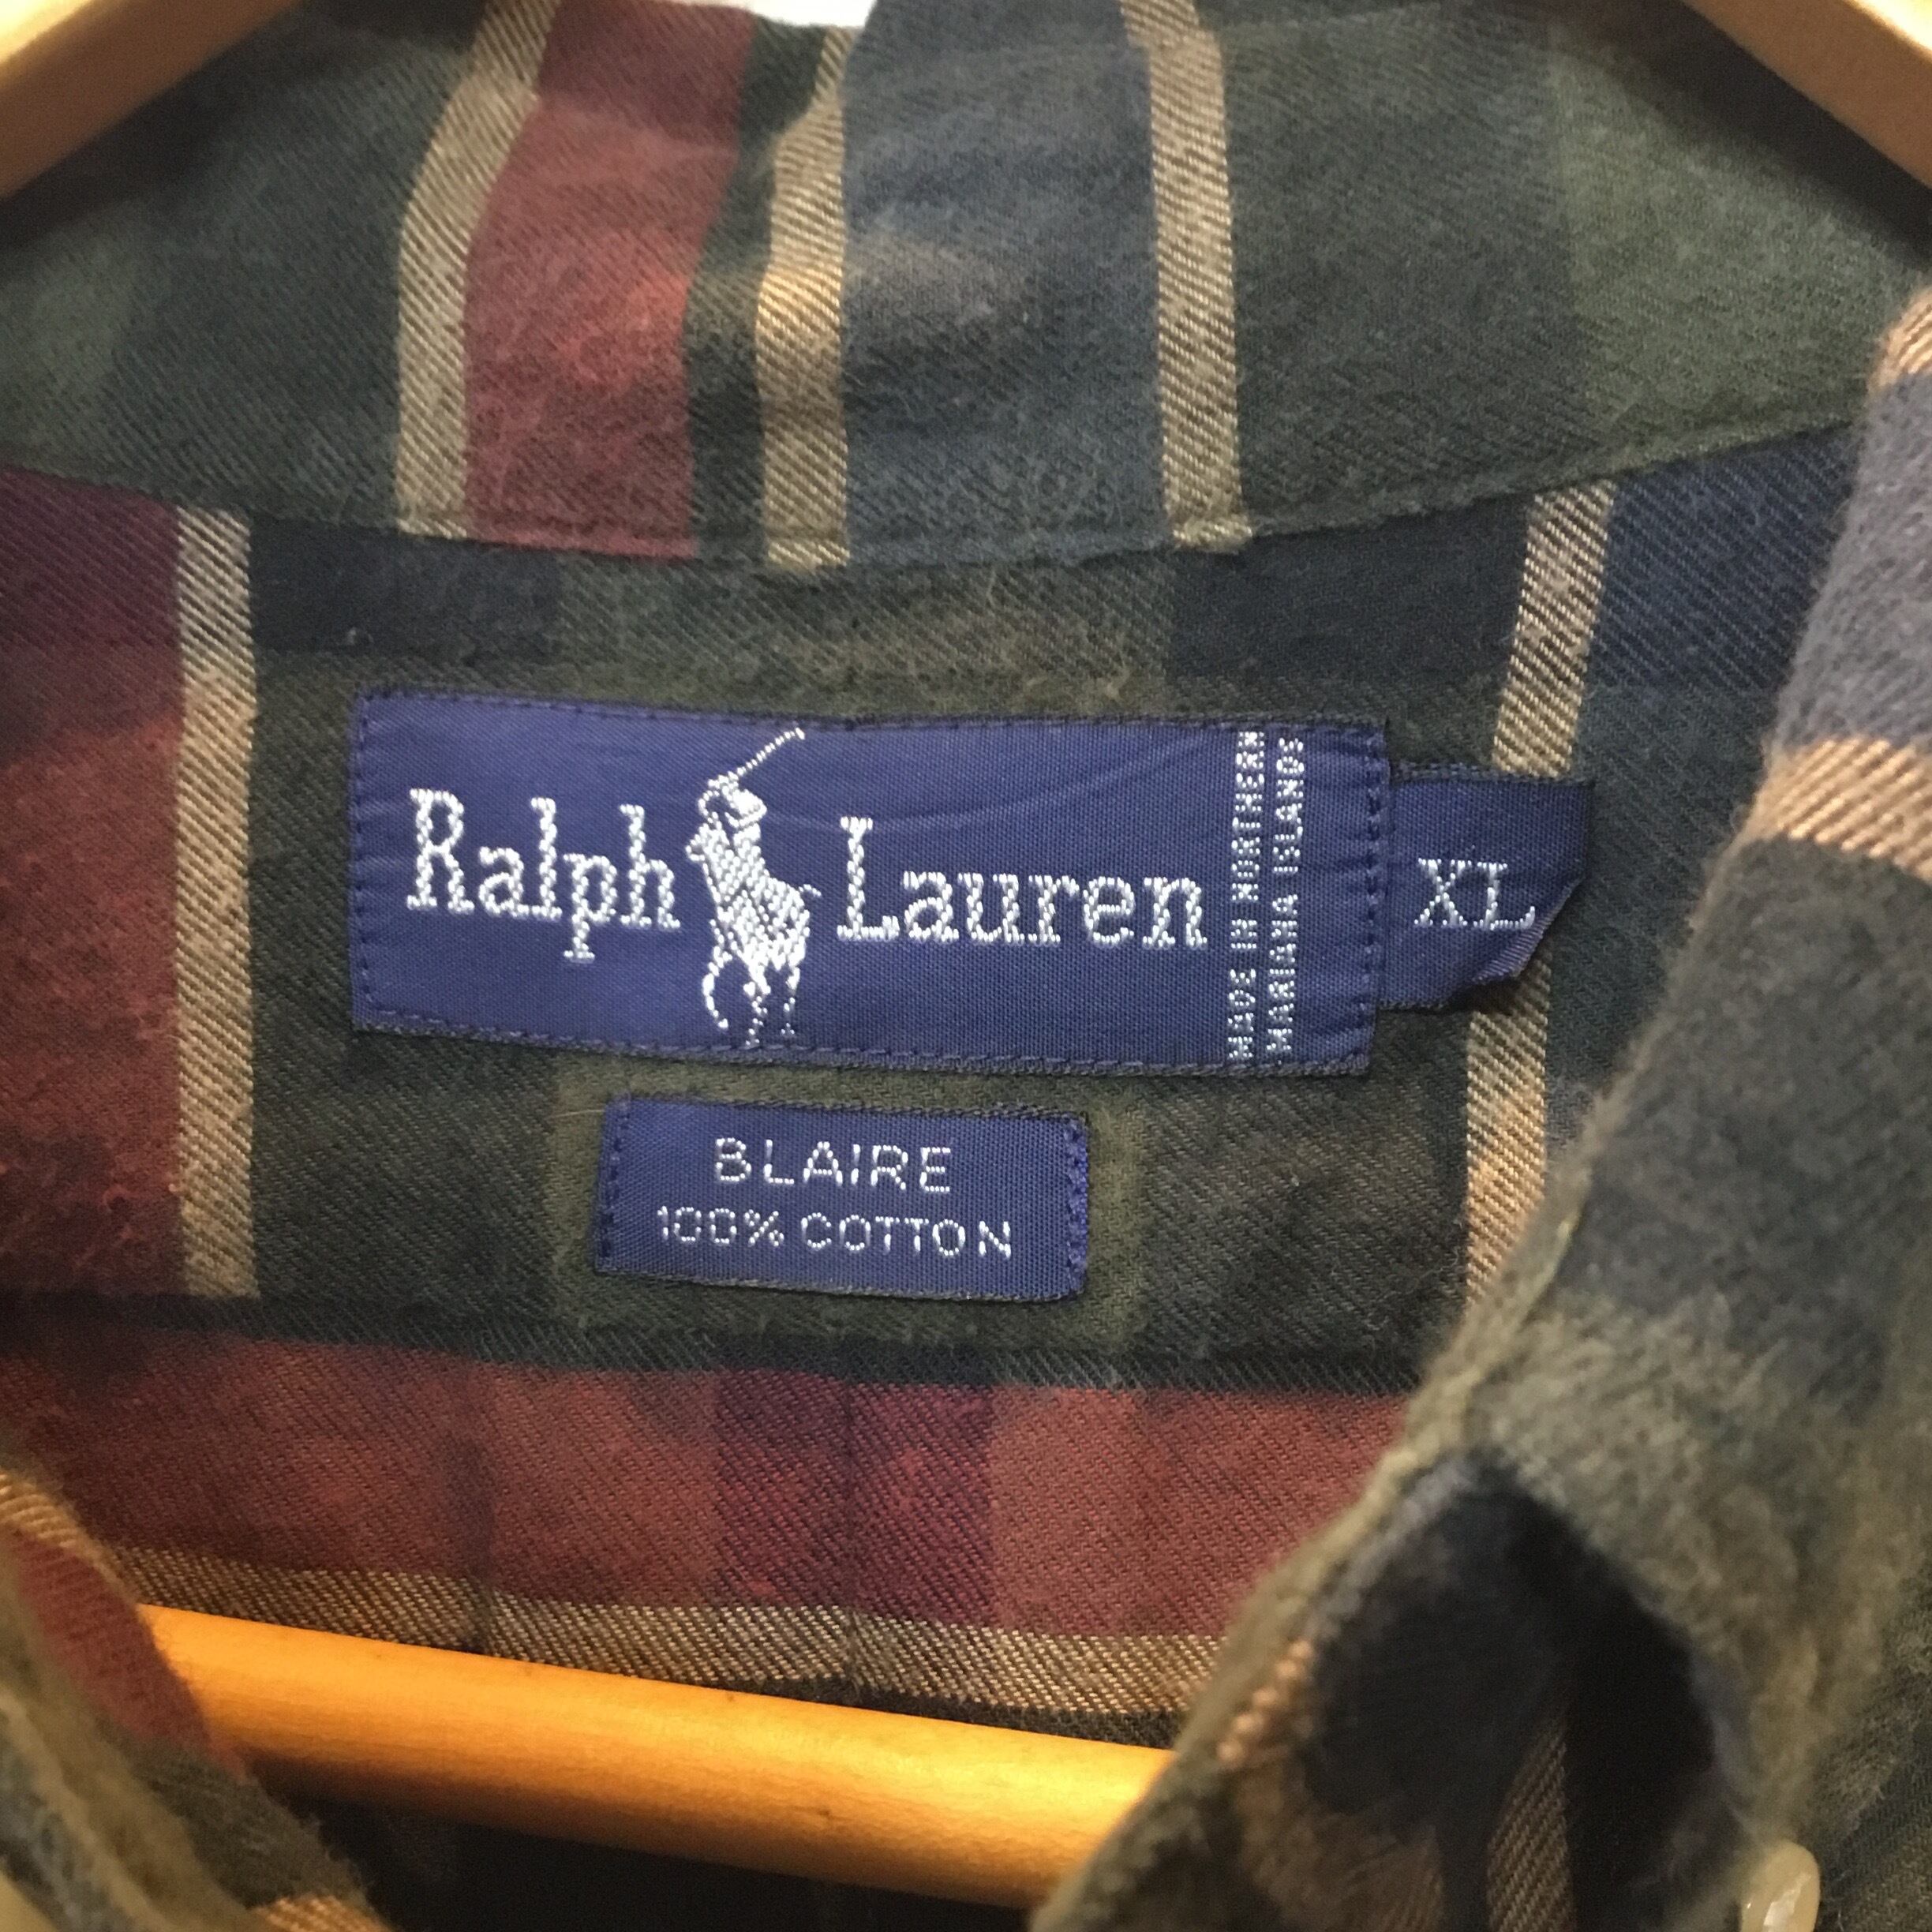 Ralph Lauren
MADE IN NORTHERN
MARIANA ISLANDS
XL
BLAIRE
100% COTTON